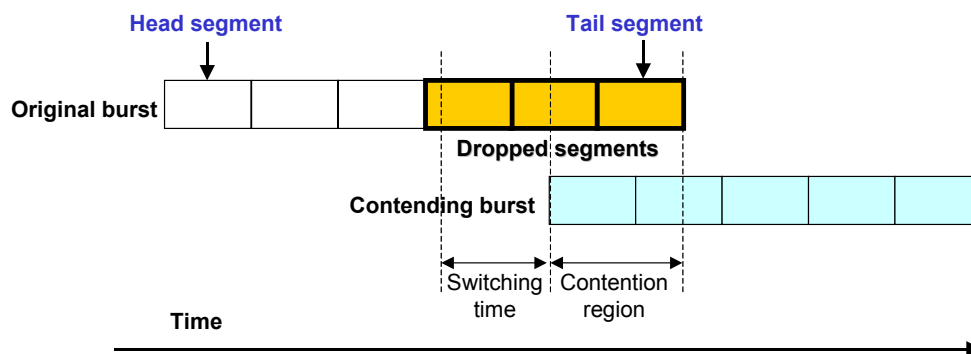 Head segment
Tail segment
Original burst
Dropped segments
Contending burst
Switching
time
Contention
region
Time